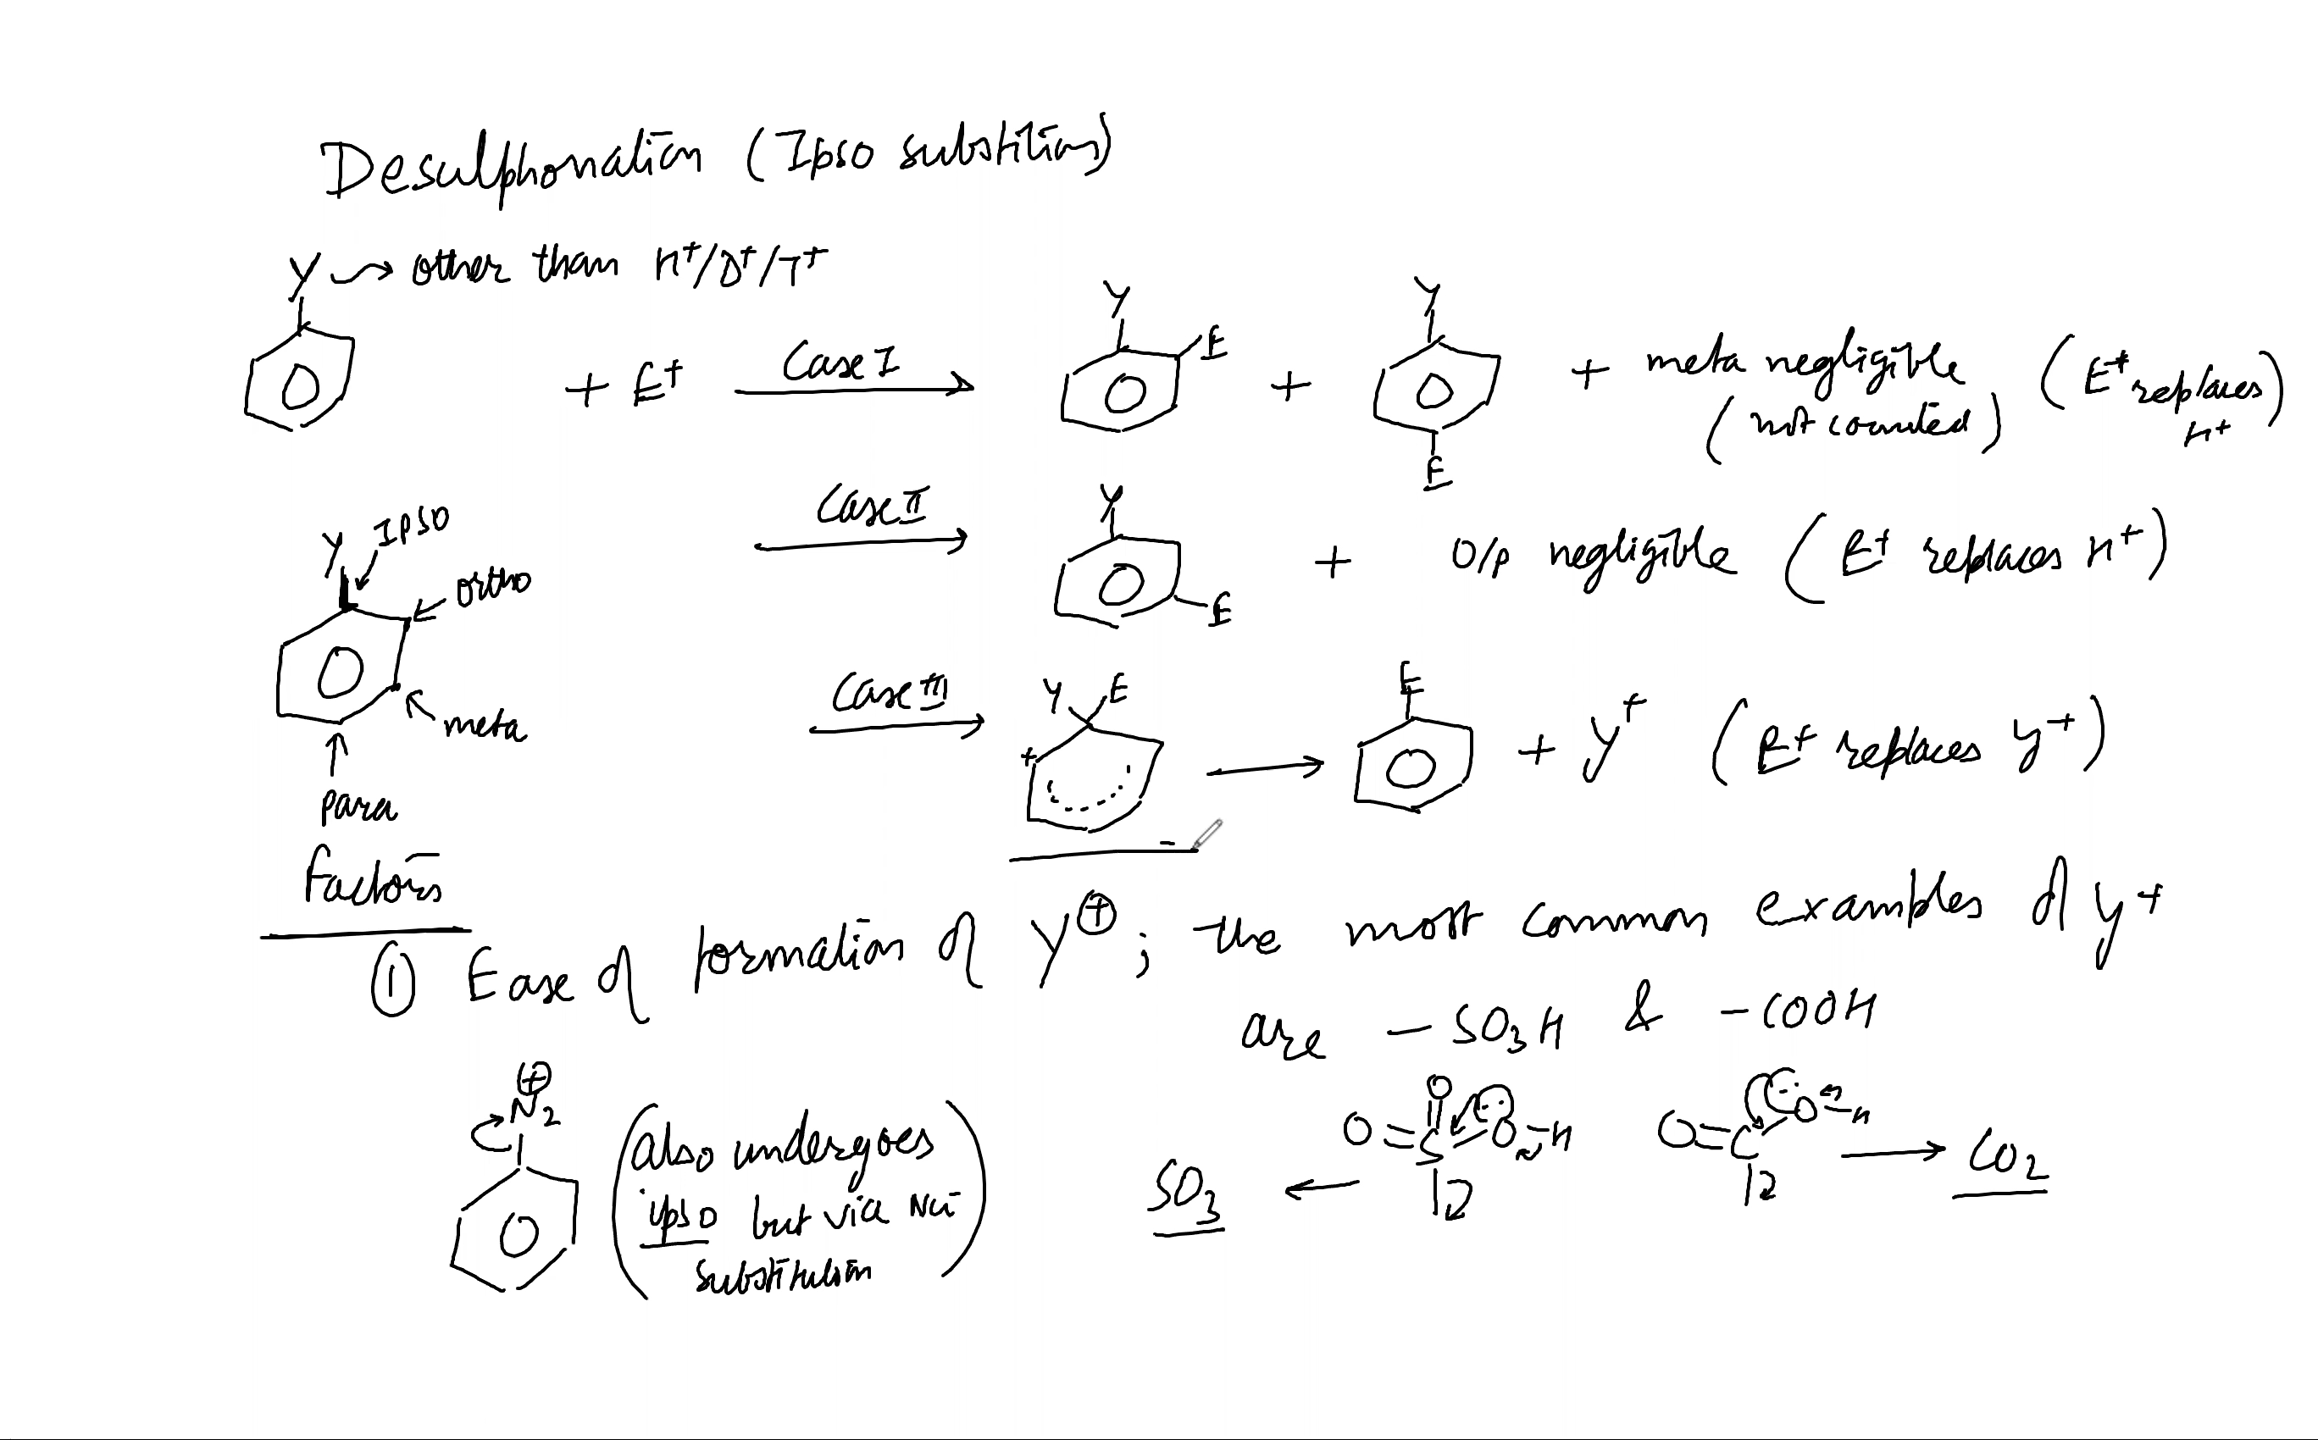 Desulphonation (Ipso substitions)
Y → other than H+/D+/T+
+ E+
Case I
Y
E
+
Y
E
+ meta negligible
(not counted)
(E+ replaces
H+)
Case II
Y
E
+ O/p negligible (E+ replaces H+)
Y
IPSO
ortho
meta
para
Case III
Y E
+
E
+ Y+ (E+ replaces Y+)
Factors
① Ease of formation of Y⊕; the most common examples of Y+
are - SO3H & - COOH
⊕
N2
(also undergoes
ipso but via Nu-
substitution)
O
O=S-O-H
SO3 ←
O=C-O-H → CO2